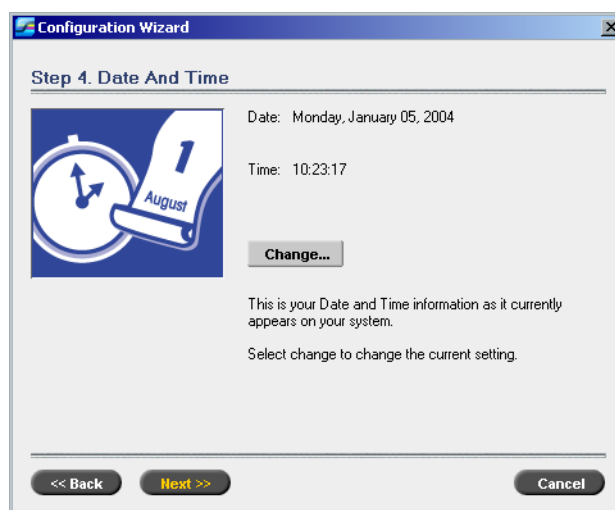 Configuration Wizard
Step 4. Date And Time
1
August
Date: Monday, January 05, 2004
Time: 10:23:17
Change...
This is your Date and Time information as it currently
appears on your system.
Select change to change the current setting.
<< Back
Next >>
Cancel